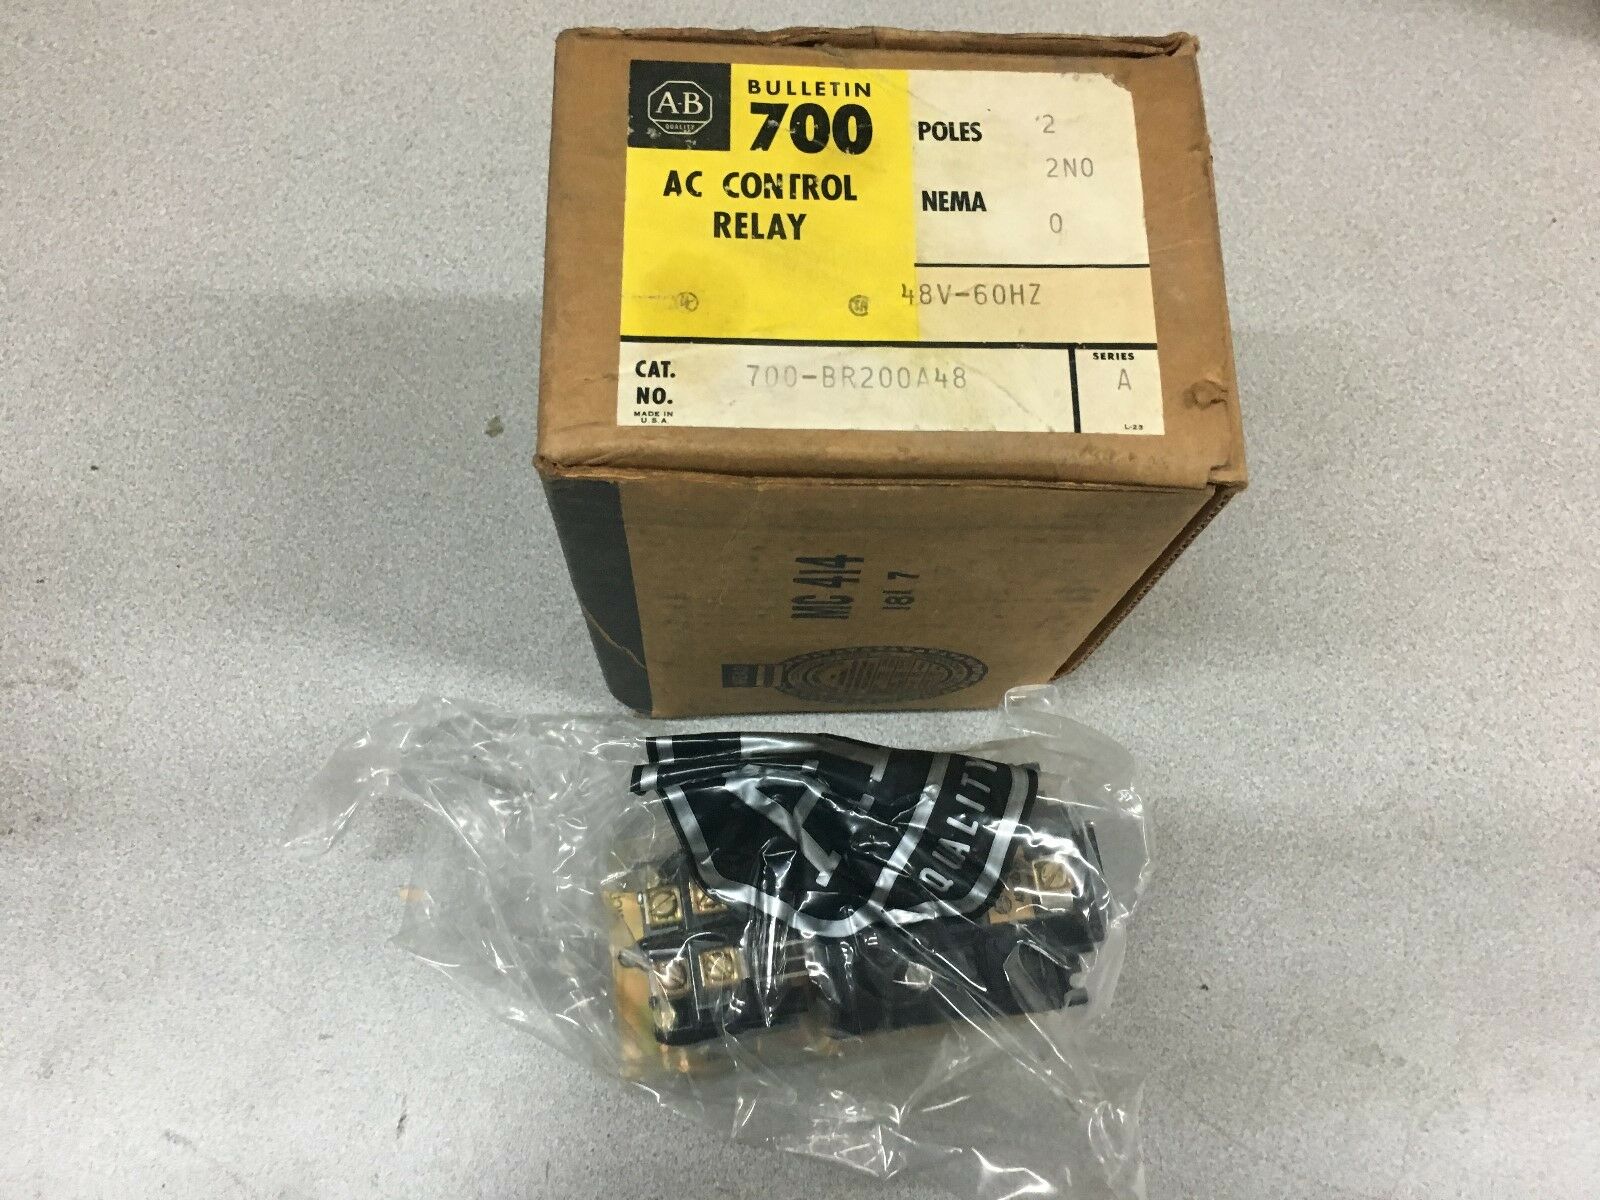 A-B
QUALITY
BULLETIN
700
AC CONTROL
RELAY
POLES 2
2NO
NEMA
0
48V-60HZ
CAT.
NO.
700-BR200A48
MADE IN
U.S.A.
SERIES
A
L-23
MC 414
QUALITY